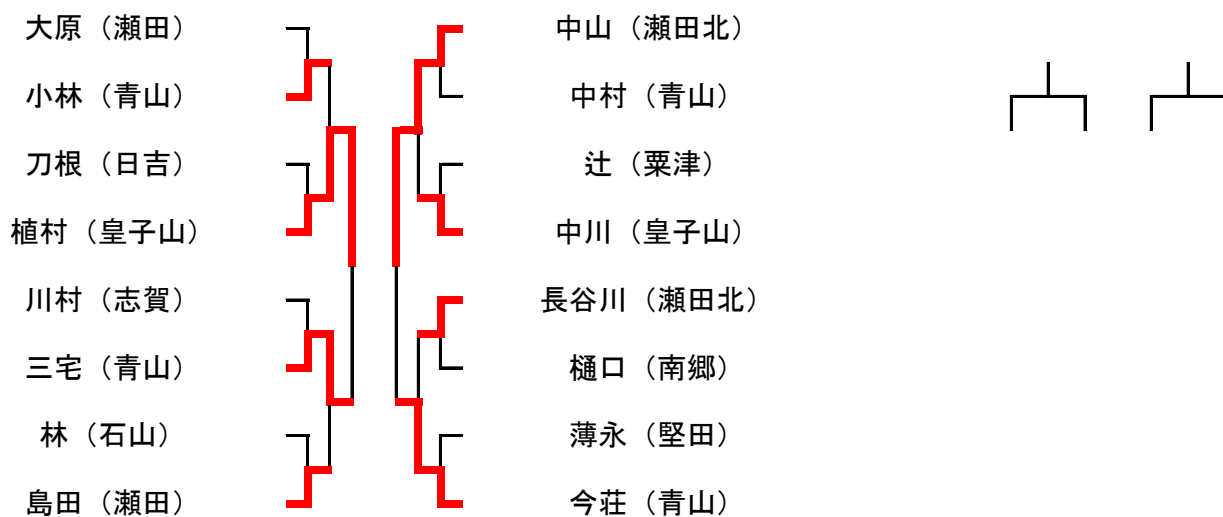 大原（瀬田）
小林（青山）
刀根（日吉）
植村（皇子山）
川村（志賀）
三宅（青山）
林（石山）
島田（瀬田）
中山（瀬田北）
中村（青山）
辻（粟津）
中川（皇子山）
長谷川（瀬田北）
樋口（南郷）
薄永（堅田）
今荘（青山）